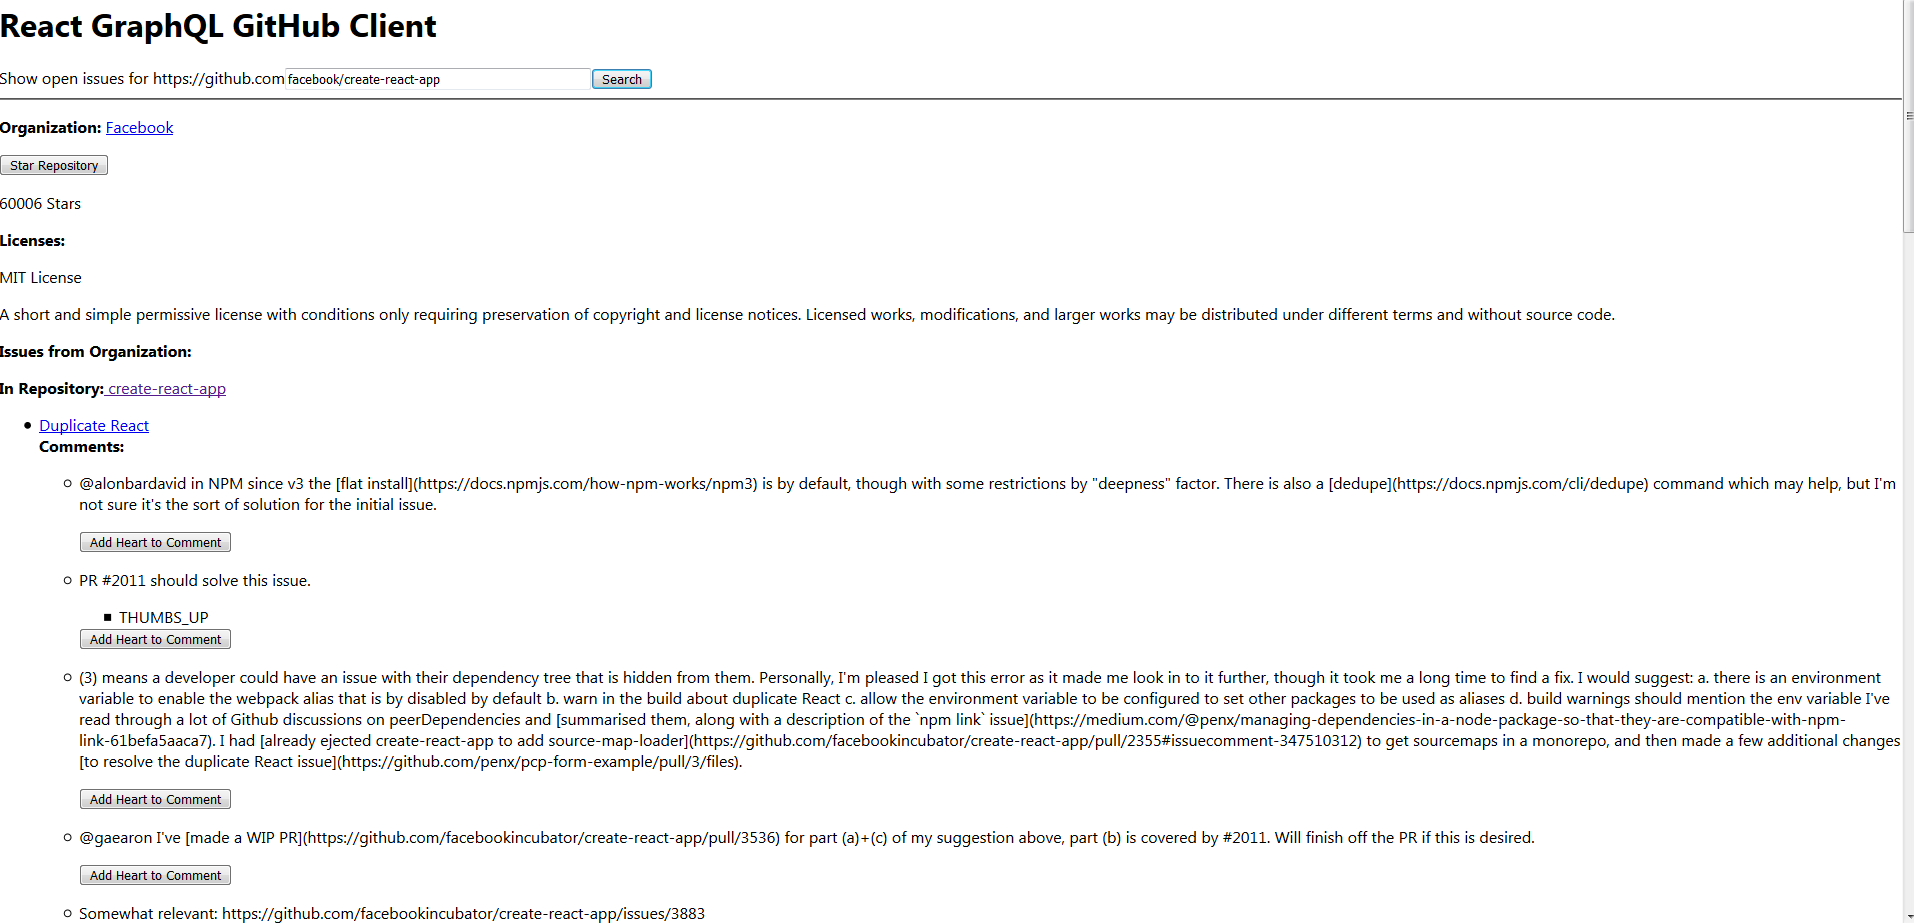 React GraphQL GitHub Client
Show open issues for https://github.com facebook/create-react-app Search
Organization: Facebook
Star Repository
60006 Stars
Licenses:
MIT License
A short and simple permissive license with conditions only requiring preservation of copyright and license notices. Licensed works, modifications, and larger works may be distributed under different terms and without source code.
Issues from Organization:
In Repository: create-react-app
Duplicate React
Comments:
@alonbardavid in NPM since v3 the [flat install](https://docs.npmjs.com/how-npm-works/npm3) is by default, though with some restrictions by "deepness" factor. There is also a [dedupe](https://docs.npmjs.com/cli/dedupe) command which may help, but I'm
not sure it's the sort of solution for the initial issue.
Add Heart to Comment
PR #2011 should solve this issue.
THUMBS_UP
Add Heart to Comment
(3) means a developer could have an issue with their dependency tree that is hidden from them. Personally, I'm pleased I got this error as it made me look in to it further, though it took me a long time to find a fix. I would suggest: a. there is an environment
variable to enable the webpack alias that is by disabled by default b. warn in the build about duplicate React c. allow the environment variable to be configured to set other packages to be used as aliases d. build warnings should mention the env variable I've
read through a lot of Github discussions on peerDependencies and [summarised them, along with a description of the `npm link` issue](https://medium.com/@penx/managing-dependencies-in-a-node-package-so-that-they-are-compatible-with-npm-
link-61befa5aaca7). I had [already ejected create-react-app to add source-map-loader](https://github.com/facebookincubator/create-react-app/pull/2355#issuecomment-347510312) to get sourcemaps in a monorepo, and then made a few additional changes
[to resolve the duplicate React issue](https://github.com/penx/pcp-form-example/pull/3/files).
Add Heart to Comment
@gaearon I've [made a WIP PR](https://github.com/facebookincubator/create-react-app/pull/3536) for part (a)+(c) of my suggestion above, part (b) is covered by #2011. Will finish off the PR if this is desired.
Add Heart to Comment
Somewhat relevant: https://github.com/facebookincubator/create-react-app/issues/3883